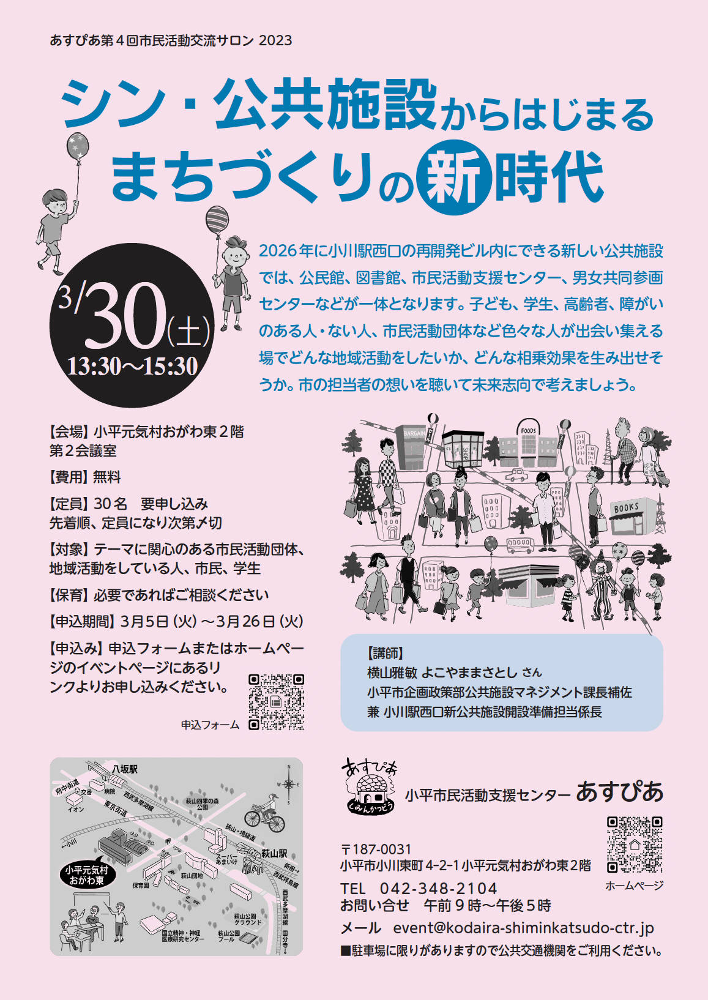 あすぴあ第4回市民活動交流サロン 2023
シン・公共施設からはじまる
まちづくりの新時代
3/30(土)
13:30～15:30
2026年に小川駅西口の再開発ビル内にできる新しい公共施設
では、公民館、図書館、市民活動支援センター、男女共同参画
センターなどが一体となります。子ども、学生、高齢者、障がい
のある人・ない人、市民活動団体など色々な人が出会い集える
場でどんな地域活動をしたいか、どんな相乗効果を生み出せそ
うか。市の担当者の想いを聴いて未来志向で考えましょう。
【会場】小平元気村おがわ東2階
第2会議室
【費用】無料
【定員】30名　要申し込み
先着順、定員になり次第〆切
【対象】テーマに関心のある市民活動団体、
地域活動をしている人、市民、学生
【保育】必要であればご相談ください
【申込期間】3月5日（火）～3月26日（火）
【申込み】申込フォームまたはホームペー
ジのイベントページにあるリ
ンクよりお申し込みください。
申込フォーム
BARGAIN
セール
SHOP
FOODS
SALE
SALE
BOOKS
【講師】
横山雅敏 よこやままさとし さん
小平市企画政策部公共施設マネジメント課長補佐
兼 小川駅西口新公共施設開設準備担当係長
八坂駅
府中街道
交番
病院
イオン
西武多摩湖線
東京街道
萩山四季の森
公園
N
W
E
S
←小川
狭山・境緑道
スーパー
あまいけ
萩山駅
新宿→
西武拝島線
小平元気村
おがわ東
保育園
萩山団地
西武多摩湖線
国分寺→
萩山公園
グラウンド
国立精神・神経
医療研究センター
萩山公園
プール
あすぴあ
しみんかつどう
小平市民活動支援センター あすぴあ
〒187-0031
小平市小川東町4-2-1小平元気村おがわ東2階
ホームページ
TEL　042-348-2104
お問い合せ　午前9時～午後5時
メール　event@kodaira-shiminkatsudo-ctr.jp
■駐車場に限りがありますので公共交通機関をご利用ください。